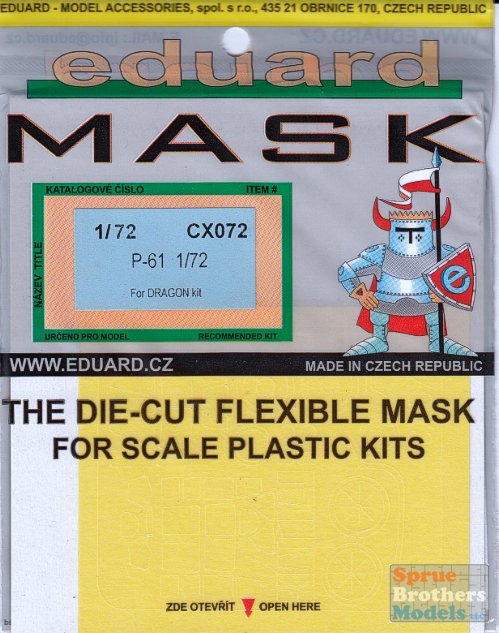 EDUARD - MODEL ACCESSORIES, spol. s r.o., 435 21 OBRNICE 170, CZECH REPUBLIC
eduard
MASK
KATALOGOVÉ ČÍSLO ITEM #
1/72 CX072
P-61 1/72
For DRAGON kit
NÁZEV TITLE
URČENO PRO MODEL RECOMMENDED KIT
e
WWW.EDUARD.CZ MADE IN CZECH REPUBLIC
THE DIE-CUT FLEXIBLE MASK
FOR SCALE PLASTIC KITS
ZDE OTEVŘÍT OPEN HERE
Sprue
Brothers
Models LLC